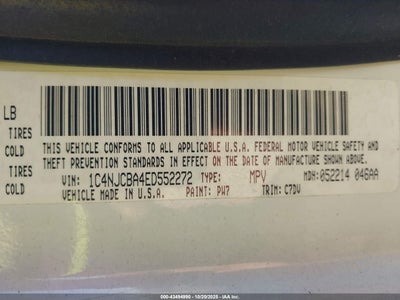 LB
TIRES
COLD
TIRES
COLD
THIS VEHICLE CONFORMS TO ALL APPLICABLE U.S.A. FEDERAL MOTOR VEHICLE SAFETY AND
THEFT PREVENTION STANDARDS IN EFFECT ON THE DATE OF MANUFACTURE SHOWN ABOVE.
VIN: 1C4NJCBA4ED552272 TYPE: MPV MDH: 052214 046AA
VEHICLE MADE IN U.S.A. PAINT: PW7 TRIM: C7DV
000-43494990 - 10/20/2025 - (C) IAA, Inc.